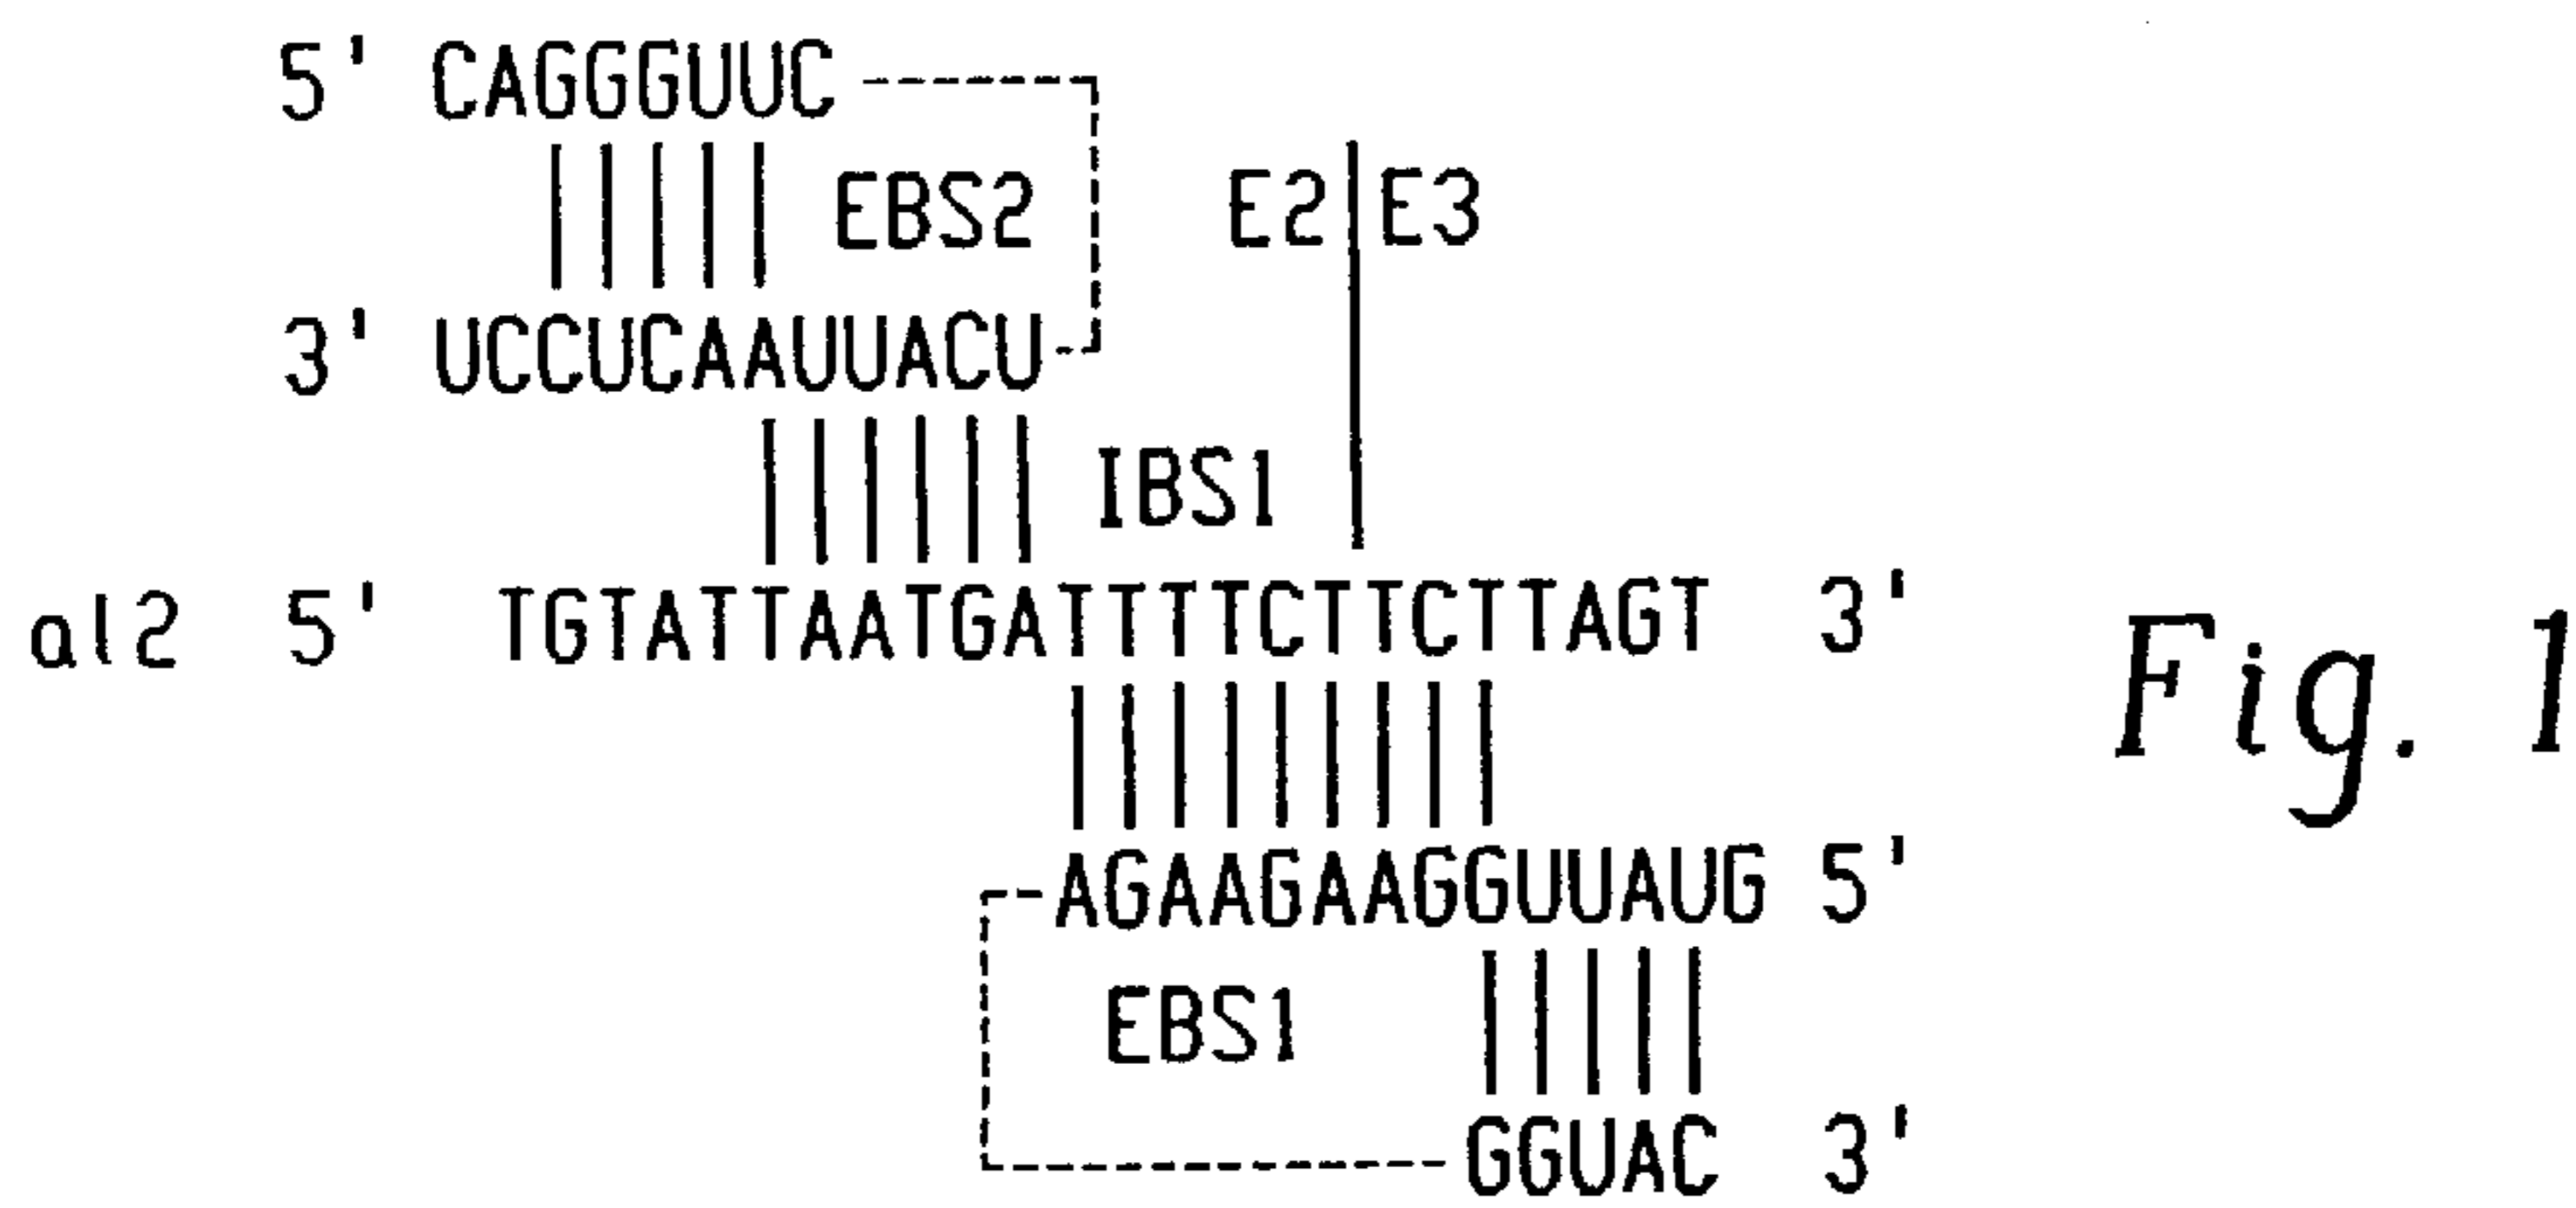 5' CAGGGUUC
EBS2 E2 E3
3' UCCUCAAUUACU
IBS1
al2 5' TGTATTAATGATTTTCTTCTTAGT 3'
Fig. 1
AGAAGAAGGUUAUG 5'
EBS1
GGUAC 3'